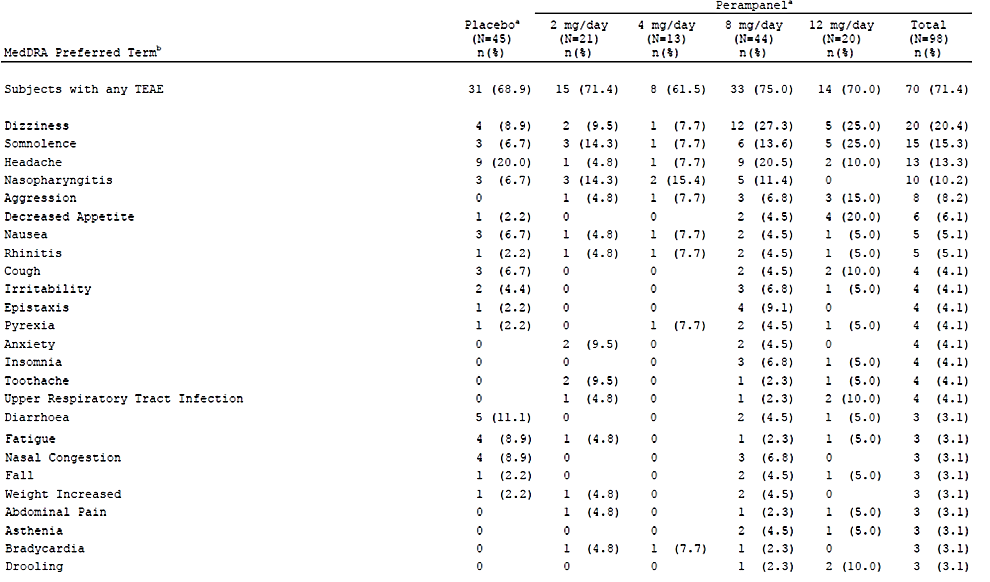 Perampanelᵃ
Placeboᵃ 2 mg/day 4 mg/day 8 mg/day 12 mg/day Total
(N=45) (N=21) (N=13) (N=44) (N=20) (N=98)
MedDRA Preferred Termᵇ n(%) n(%) n(%) n(%) n(%) n(%)
Subjects with any TEAE 31 (68.9) 15 (71.4) 8 (61.5) 33 (75.0) 14 (70.0) 70 (71.4)
Dizziness 4 (8.9) 2 (9.5) 1 (7.7) 12 (27.3) 5 (25.0) 20 (20.4)
Somnolence 3 (6.7) 3 (14.3) 1 (7.7) 6 (13.6) 5 (25.0) 15 (15.3)
Headache 9 (20.0) 1 (4.8) 1 (7.7) 9 (20.5) 2 (10.0) 13 (13.3)
Nasopharyngitis 3 (6.7) 3 (14.3) 2 (15.4) 5 (11.4) 0 10 (10.2)
Aggression 0 1 (4.8) 1 (7.7) 3 (6.8) 3 (15.0) 8 (8.2)
Decreased Appetite 1 (2.2) 0 0 2 (4.5) 4 (20.0) 6 (6.1)
Nausea 3 (6.7) 1 (4.8) 1 (7.7) 2 (4.5) 1 (5.0) 5 (5.1)
Rhinitis 1 (2.2) 1 (4.8) 1 (7.7) 2 (4.5) 1 (5.0) 5 (5.1)
Cough 3 (6.7) 0 0 2 (4.5) 2 (10.0) 4 (4.1)
Irritability 2 (4.4) 0 0 3 (6.8) 1 (5.0) 4 (4.1)
Epistaxis 1 (2.2) 0 0 4 (9.1) 0 4 (4.1)
Pyrexia 1 (2.2) 0 1 (7.7) 2 (4.5) 1 (5.0) 4 (4.1)
Anxiety 0 2 (9.5) 0 2 (4.5) 0 4 (4.1)
Insomnia 0 0 0 3 (6.8) 1 (5.0) 4 (4.1)
Toothache 0 2 (9.5) 0 1 (2.3) 1 (5.0) 4 (4.1)
Upper Respiratory Tract Infection 0 1 (4.8) 0 1 (2.3) 2 (10.0) 4 (4.1)
Diarrhoea 5 (11.1) 0 0 2 (4.5) 1 (5.0) 3 (3.1)
Fatigue 4 (8.9) 1 (4.8) 0 1 (2.3) 1 (5.0) 3 (3.1)
Nasal Congestion 4 (8.9) 0 0 3 (6.8) 0 3 (3.1)
Fall 1 (2.2) 0 0 2 (4.5) 1 (5.0) 3 (3.1)
Weight Increased 1 (2.2) 1 (4.8) 0 2 (4.5) 0 3 (3.1)
Abdominal Pain 0 1 (4.8) 0 1 (2.3) 1 (5.0) 3 (3.1)
Asthenia 0 0 0 2 (4.5) 1 (5.0) 3 (3.1)
Bradycardia 0 1 (4.8) 1 (7.7) 1 (2.3) 0 3 (3.1)
Drooling 0 0 0 1 (2.3) 2 (10.0) 3 (3.1)